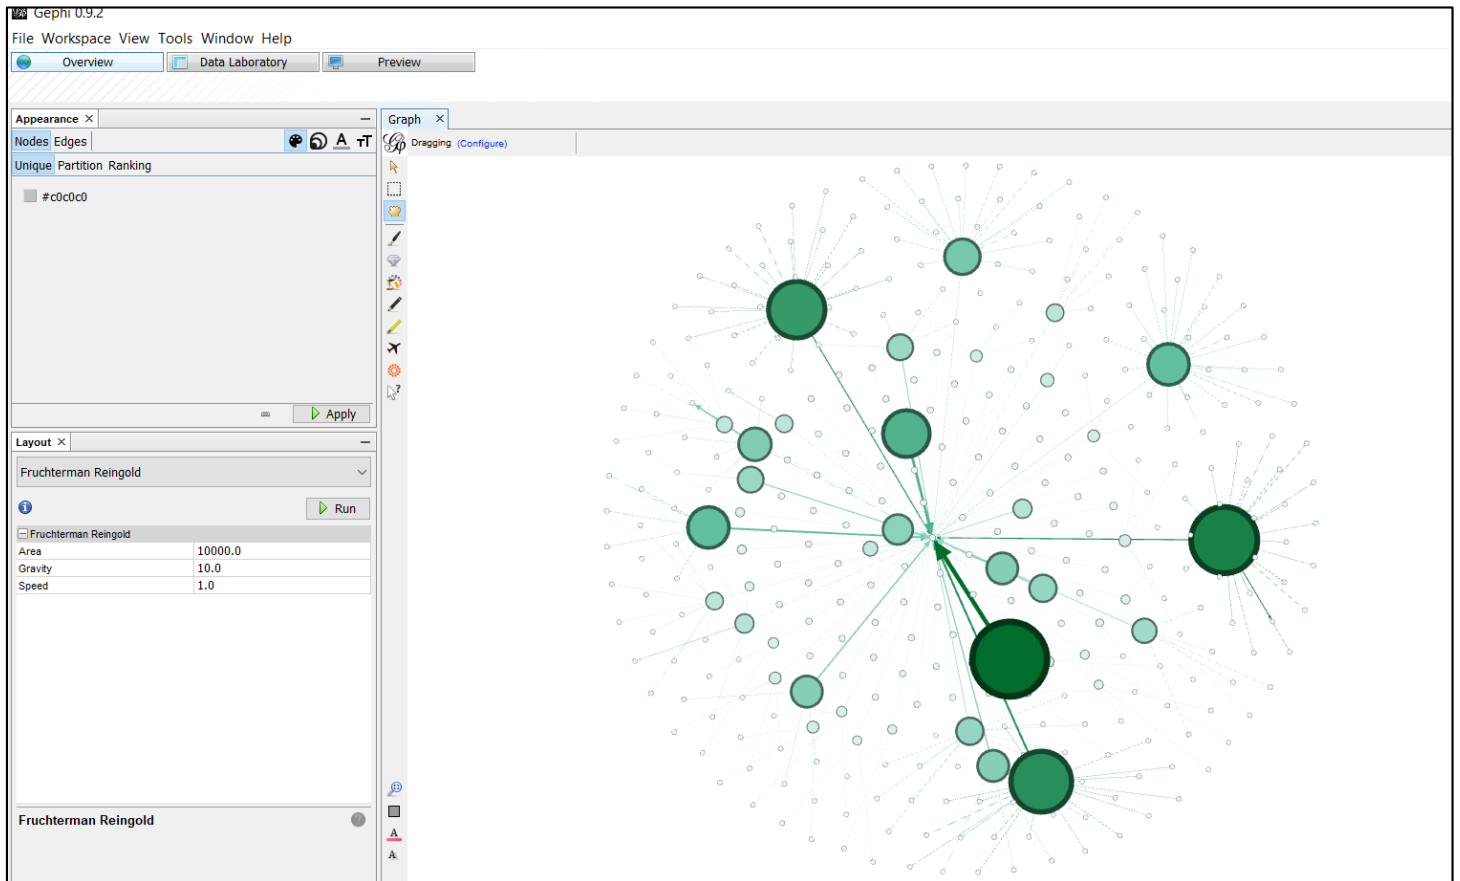 Gephi 0.9.2
File Workspace View Tools Window Help
Overview
Data Laboratory
Preview
Appearance
Nodes Edges
Unique Partition Ranking
#c0c0c0
Apply
Layout
Fruchterman Reingold
Run
Fruchterman Reingold
Area 10000.0
Gravity 10.0
Speed 1.0
Fruchterman Reingold
Graph
Dragging (Configure)